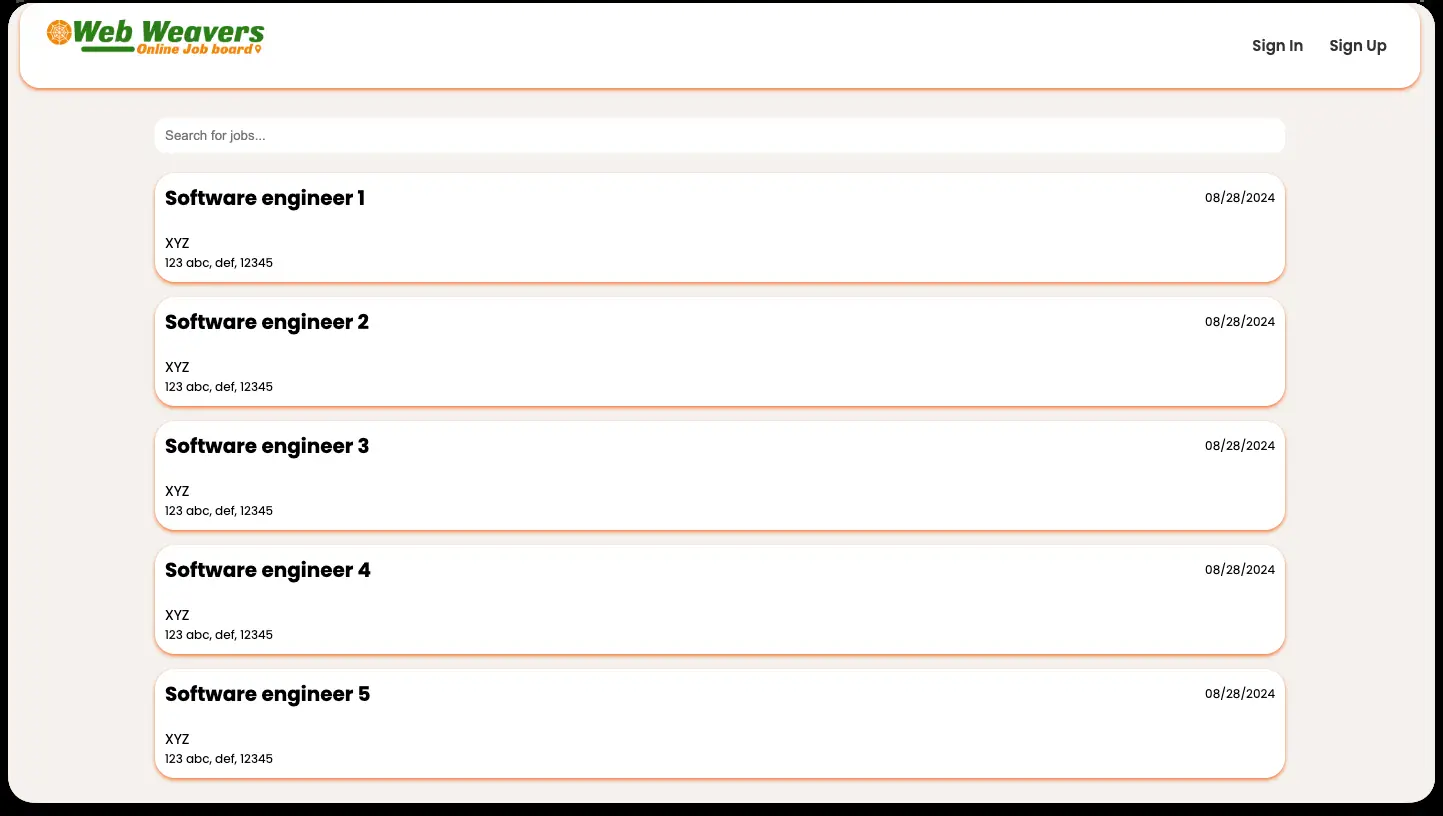 Web Weavers
Online Job board
Sign In Sign Up
Search for jobs...
Software engineer 1 08/28/2024
XYZ
123 abc, def, 12345
Software engineer 2 08/28/2024
XYZ
123 abc, def, 12345
Software engineer 3 08/28/2024
XYZ
123 abc, def, 12345
Software engineer 4 08/28/2024
XYZ
123 abc, def, 12345
Software engineer 5 08/28/2024
XYZ
123 abc, def, 12345